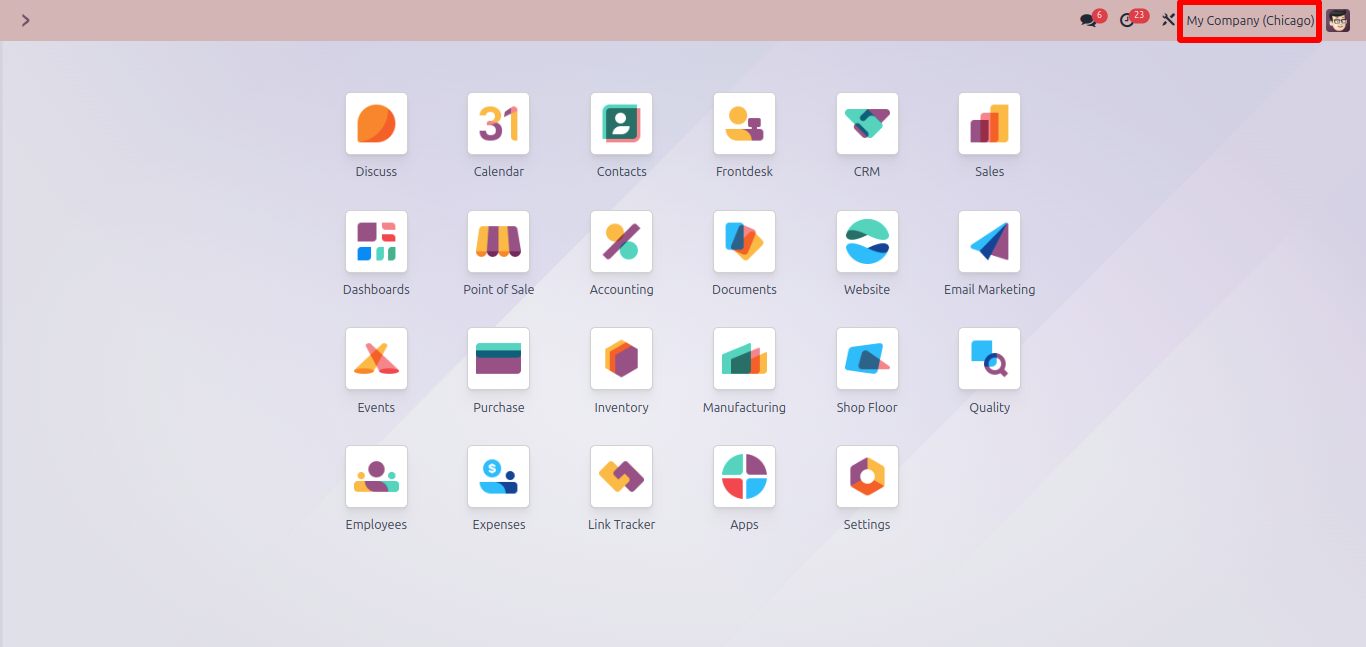 6 23 My Company (Chicago)
31
Discuss Calendar Contacts Frontdesk CRM Sales
Dashboards Point of Sale Accounting Documents Website Email Marketing
Events Purchase Inventory Manufacturing Shop Floor Quality
$
Employees Expenses Link Tracker Apps Settings